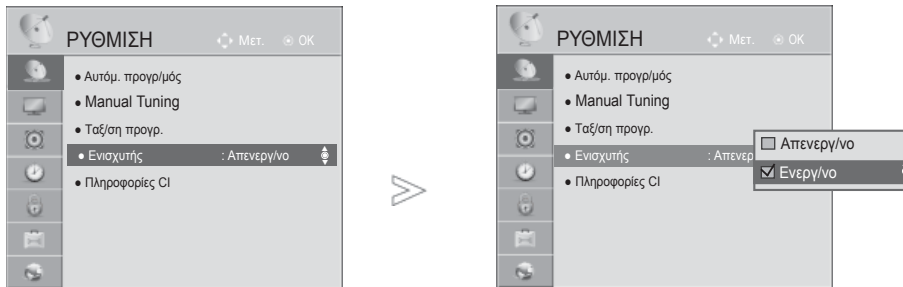 ΡΥΘΜΙΣΗ Μετ. OK
• Αυτόμ. προγρ/μός
• Manual Tuning
• Ταξ/ση προγρ.
• Ενισχυτής : Απενεργ/νο
• Πληροφορίες CI
ΡΥΘΜΙΣΗ Μετ. OK
• Αυτόμ. προγρ/μός
• Manual Tuning
• Ταξ/ση προγρ.
• Ενισχυτής : Απενερ
• Πληροφορίες CI
Απενεργ/νο
Ενεργ/νο